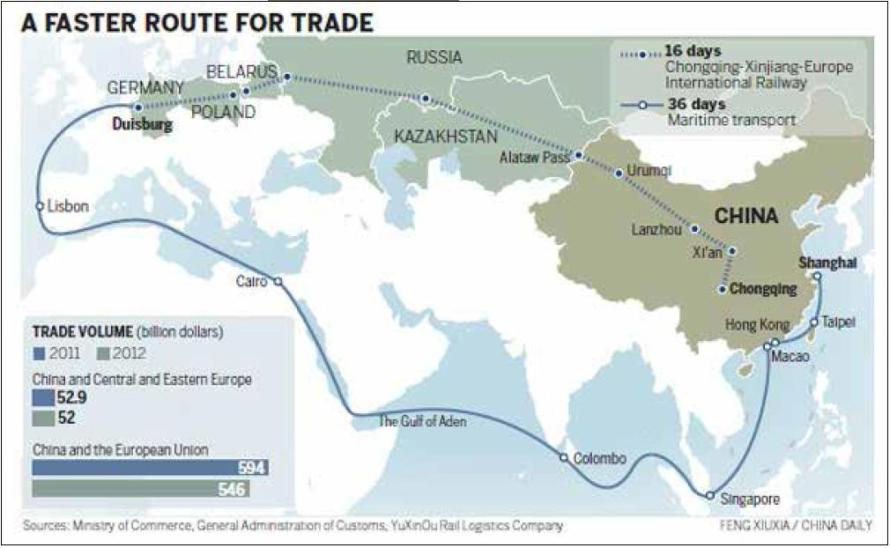 A FASTER ROUTE FOR TRADE
16 days
Chongqing-Xinjiang-Europe
International Railway
36 days
Maritime transport
RUSSIA
BELARUS
GERMANY
POLAND
Duisburg
KAZAKHSTAN
Alataw Pass
Urumqi
Lisbon
CHINA
Lanzhou
Xi'an
Shanghai
Cairo
Chongqing
Hong Kong
Taipei
Macao
TRADE VOLUME (billion dollars)
2011 2012
China and Central and Eastern Europe
52.9
52
The Gulf of Aden
China and the European Union
594
546
Colombo
Singapore
Sources: Ministry of Commerce, General Administration of Customs, YuXinOu Rail Logistics Company
FENG XIUXIA / CHINA DAILY